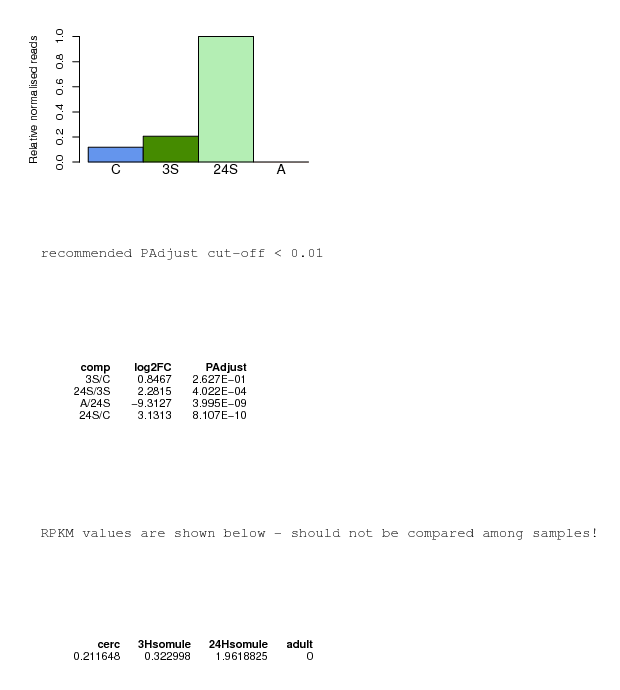 Relative normalised reads
1.0
0.8
0.6
0.4
0.2
0.0
C 3S 24S A
recommended PAdjust cut-off < 0.01
comp log2FC PAdjust
3S/C 0.8467 2.627E-01
24S/3S 2.2815 4.022E-04
A/24S -9.3127 3.995E-09
24S/C 3.1313 8.107E-10
RPKM values are shown below - should not be compared among samples!
cerc 3Hsomule 24Hsomule adult
0.211648 0.322998 1.9618825 0